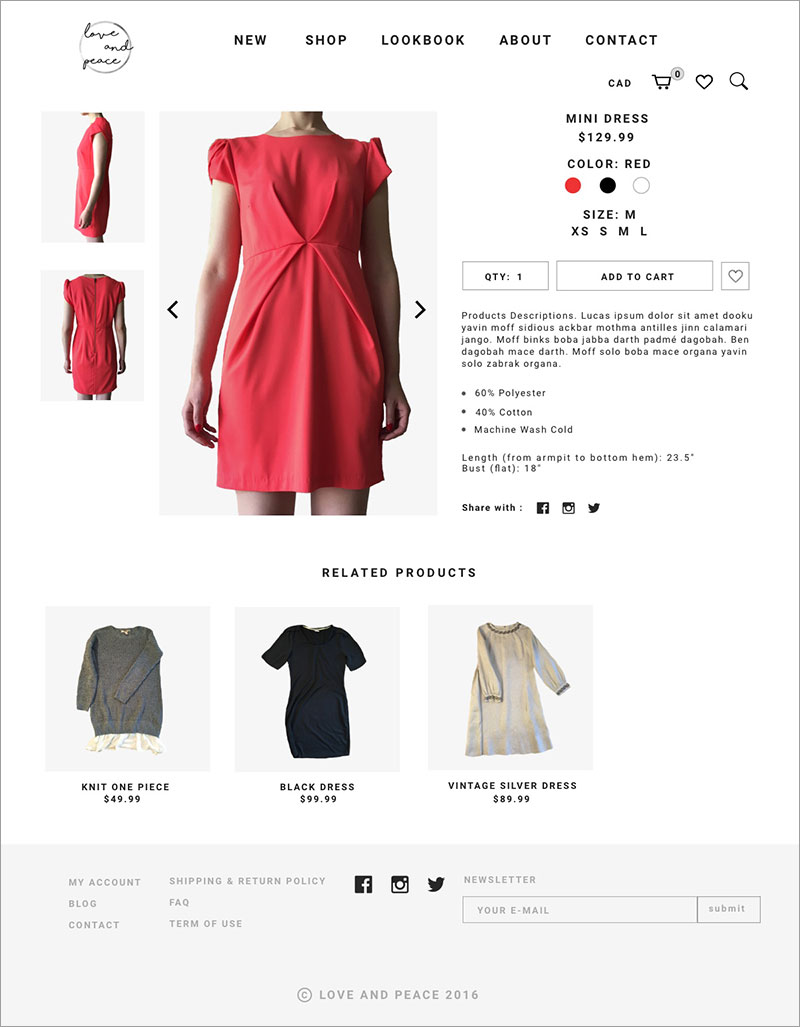 love
and
peace
NEW SHOP LOOKBOOK ABOUT CONTACT
CAD 0
MINI DRESS
$129.99
COLOR: RED
SIZE: M
XS S M L
QTY: 1 ADD TO CART
Products Descriptions. Lucas ipsum dolor sit amet dooku
yavin moff sidious ackbar mothma antilles jinn calamari
jango. Moff binks boba jabba darth padmé dagobah. Ben
dagobah mace darth. Moff solo boba mace organa yavin
solo zabrak organa.
• 60% Polyester
• 40% Cotton
• Machine Wash Cold
Length (from armpit to bottom hem): 23.5"
Bust (flat): 18"
Share with :
RELATED PRODUCTS
KNIT ONE PIECE
$49.99
BLACK DRESS
$99.99
VINTAGE SILVER DRESS
$89.99
MY ACCOUNT
BLOG
CONTACT
SHIPPING & RETURN POLICY
FAQ
TERM OF USE
NEWSLETTER
YOUR E-MAIL submit
© LOVE AND PEACE 2016